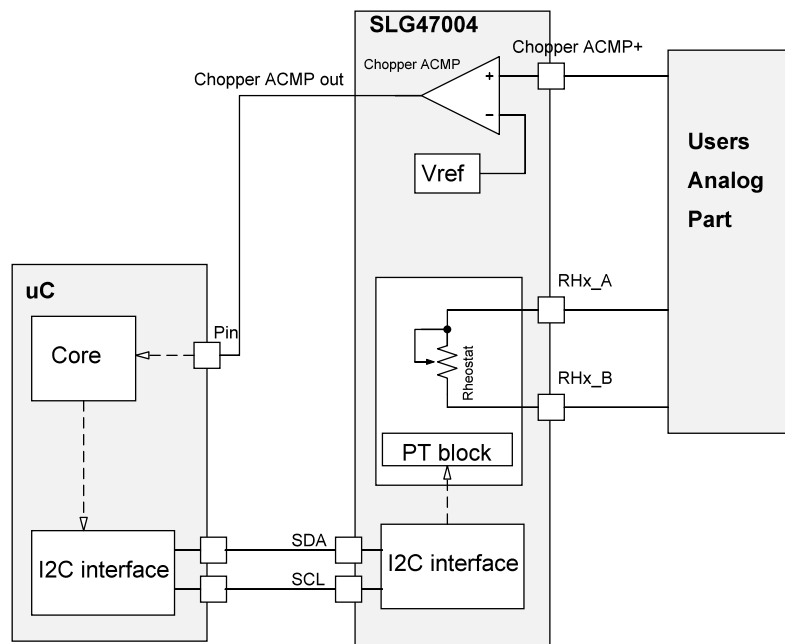 SLG47004
Chopper ACMP+
Chopper ACMP
Chopper ACMP out
+
−
Vref
Users
Analog
Part
uC
RHx_A
Pin
Core
Rheostat
RHx_B
PT block
SDA
I2C interface
I2C interface
SCL